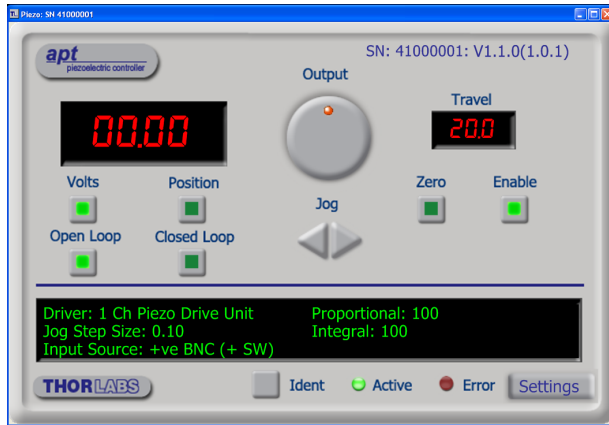 Piezo: SN 41000001
apt
piezoelectric controller
SN: 41000001: V1.1.0(1.0.1)
Output
Travel
00.00
20.0
Volts
Position
Zero
Enable
Jog
Open Loop
Closed Loop
Driver: 1 Ch Piezo Drive Unit
Proportional: 100
Jog Step Size: 0.10
Integral: 100
Input Source: +ve BNC (+ SW)
THORLABS
Ident
Active
Error
Settings